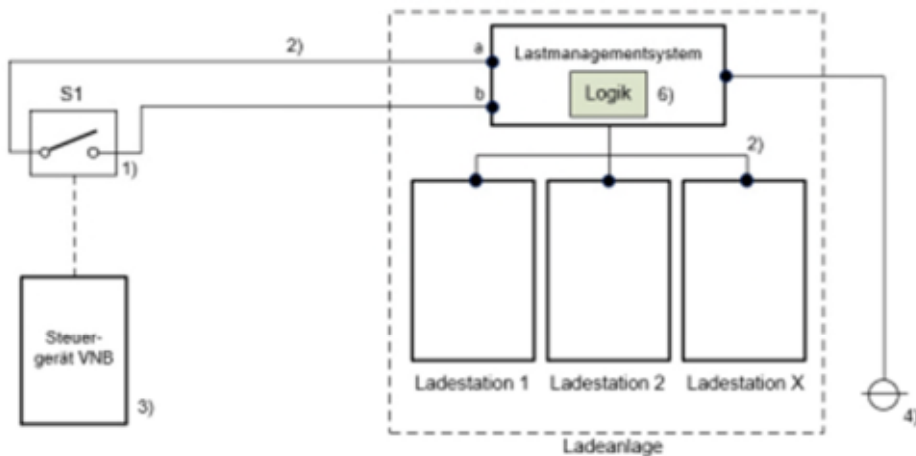 2)
a
Lastmanagementsystem
S1
b
Logik
6)
1)
2)
Steuer-
gerät VNB
3)
Ladestation 1
Ladestation 2
Ladestation X
4)
Ladeanlage